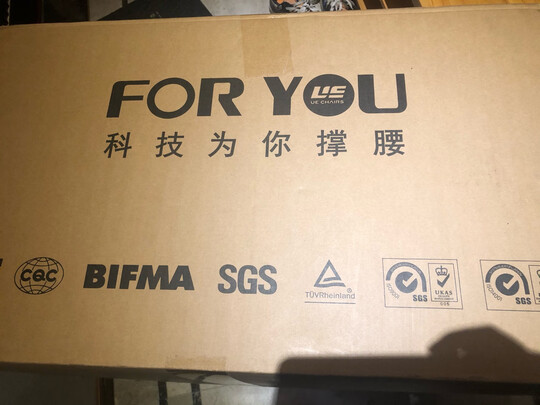 FOR YOU
UE
UE CHAIRS
科技为你撑腰
CQC
BIFMA
SGS
TÜVRheinland
SGS
UKAS
SGS